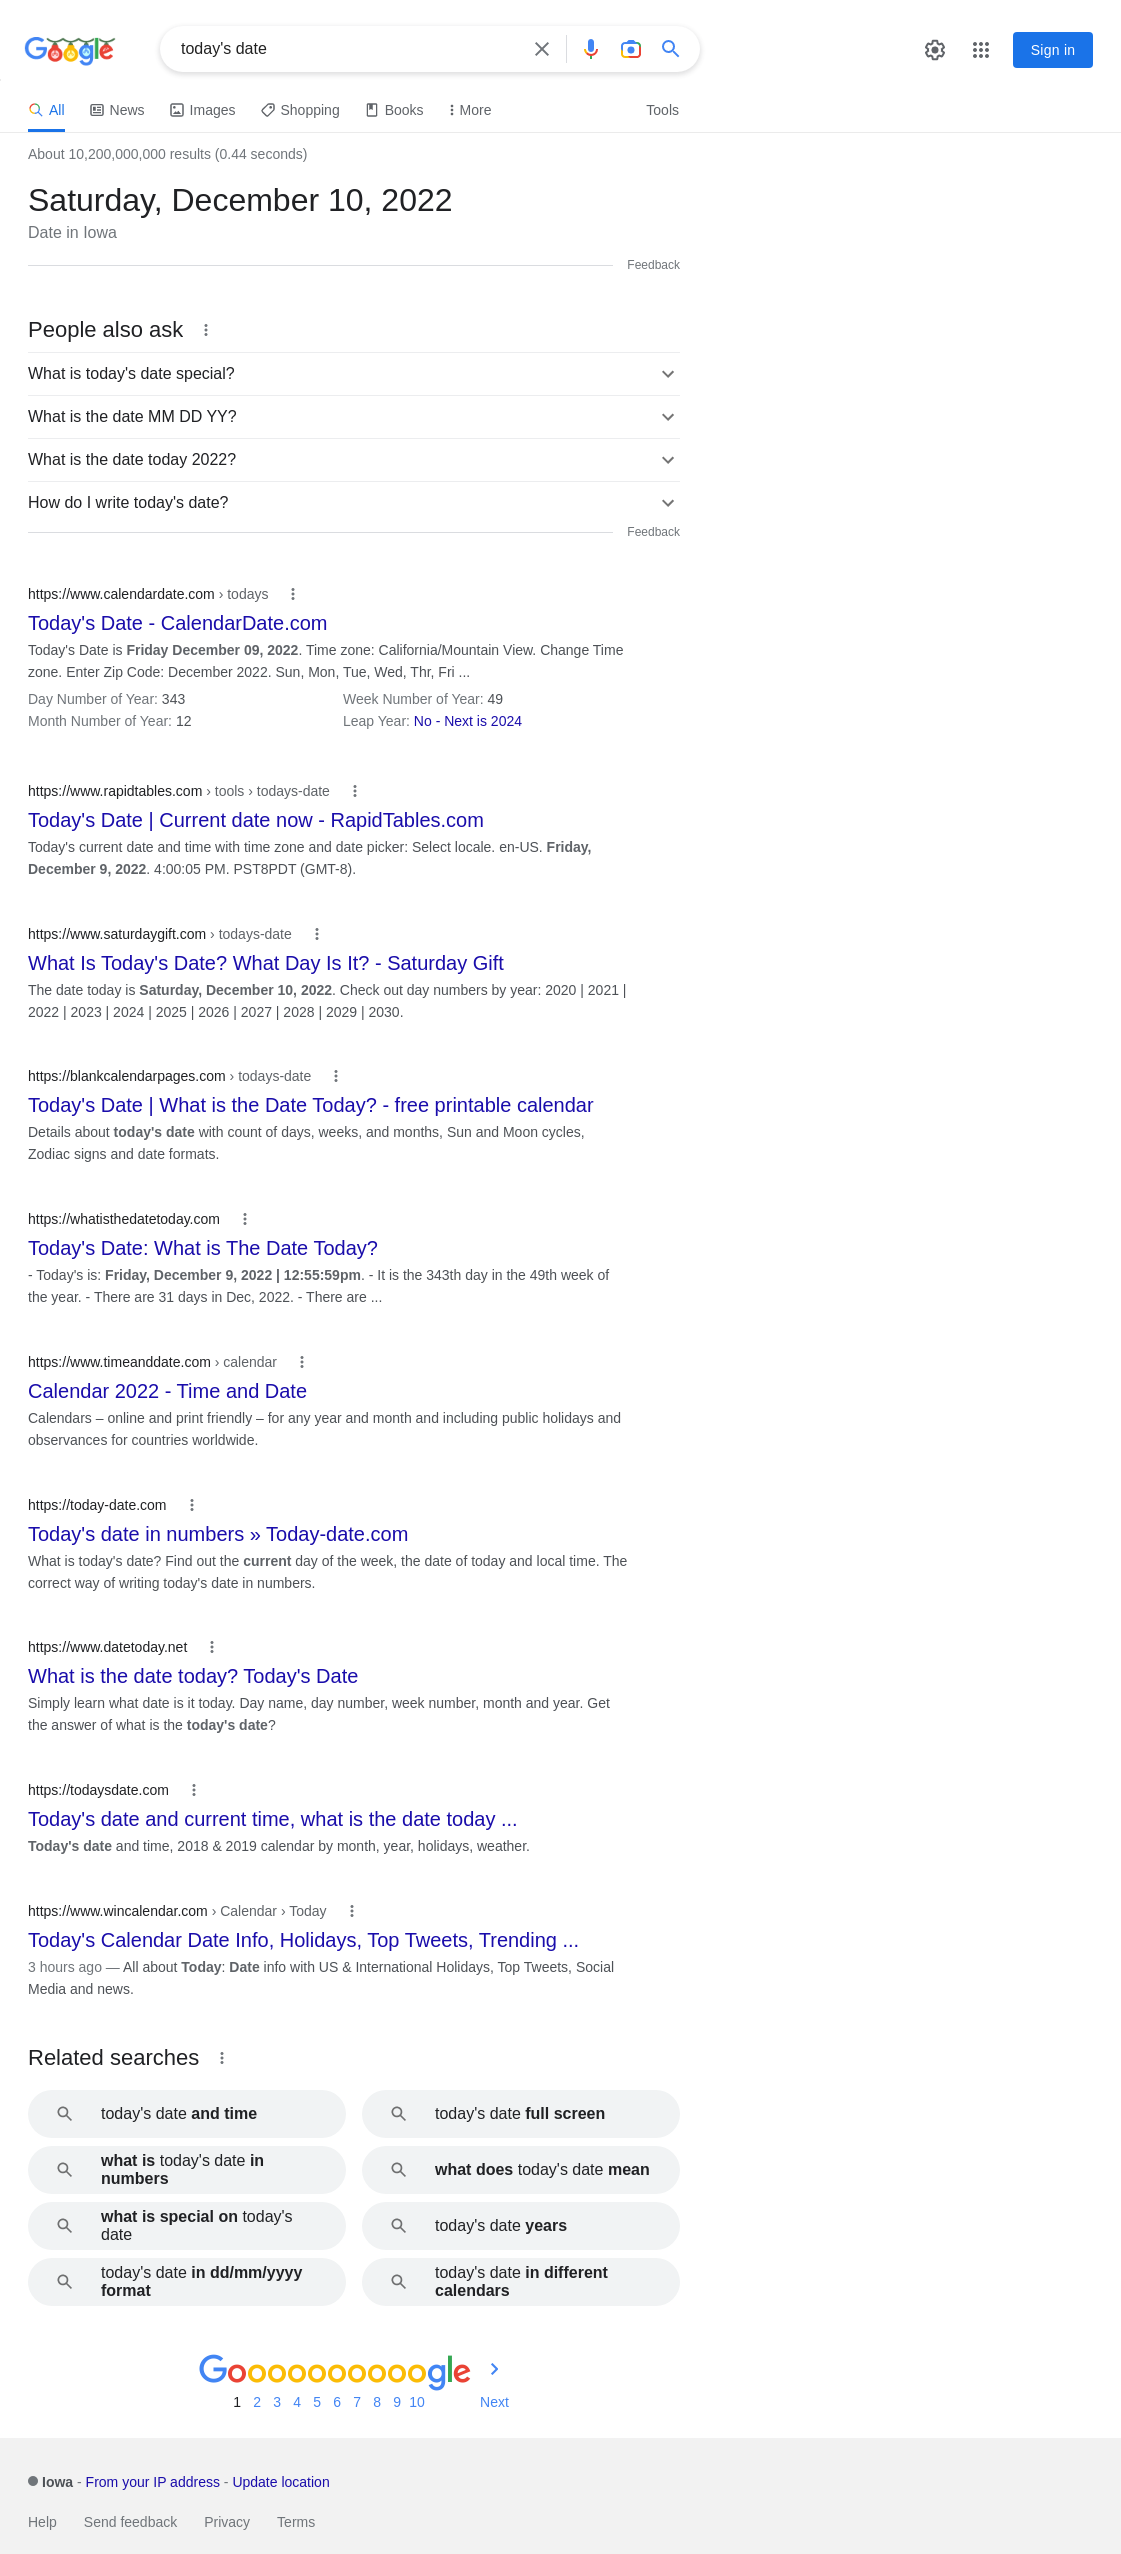 Google
today's date
Sign in
All News Images Shopping Books More Tools
About 10,200,000,000 results (0.44 seconds)
Saturday, December 10, 2022
Date in Iowa
Feedback
People also ask
What is today's date special?
What is the date MM DD YY?
What is the date today 2022?
How do I write today's date?
Feedback
https://www.calendardate.com › todays
Today's Date - CalendarDate.com
Today's Date is Friday December 09, 2022. Time zone: California/Mountain View. Change Time
zone. Enter Zip Code: December 2022. Sun, Mon, Tue, Wed, Thr, Fri ...
Day Number of Year: 343 Week Number of Year: 49
Month Number of Year: 12 Leap Year: No - Next is 2024
https://www.rapidtables.com › tools › todays-date
Today's Date | Current date now - RapidTables.com
Today's current date and time with time zone and date picker: Select locale. en-US. Friday,
December 9, 2022. 4:00:05 PM. PST8PDT (GMT-8).
https://www.saturdaygift.com › todays-date
What Is Today's Date? What Day Is It? - Saturday Gift
The date today is Saturday, December 10, 2022. Check out day numbers by year: 2020 | 2021 |
2022 | 2023 | 2024 | 2025 | 2026 | 2027 | 2028 | 2029 | 2030.
https://blankcalendarpages.com › todays-date
Today's Date | What is the Date Today? - free printable calendar
Details about today's date with count of days, weeks, and months, Sun and Moon cycles,
Zodiac signs and date formats.
https://whatisthedatetoday.com
Today's Date: What is The Date Today?
- Today's is: Friday, December 9, 2022 | 12:55:59pm. - It is the 343th day in the 49th week of
the year. - There are 31 days in Dec, 2022. - There are ...
https://www.timeanddate.com › calendar
Calendar 2022 - Time and Date
Calendars – online and print friendly – for any year and month and including public holidays and
observances for countries worldwide.
https://today-date.com
Today's date in numbers » Today-date.com
What is today's date? Find out the current day of the week, the date of today and local time. The
correct way of writing today's date in numbers.
https://www.datetoday.net
What is the date today? Today's Date
Simply learn what date is it today. Day name, day number, week number, month and year. Get
the answer of what is the today's date?
https://todaysdate.com
Today's date and current time, what is the date today ...
Today's date and time, 2018 & 2019 calendar by month, year, holidays, weather.
https://www.wincalendar.com › Calendar › Today
Today's Calendar Date Info, Holidays, Top Tweets, Trending ...
3 hours ago — All about Today: Date info with US & International Holidays, Top Tweets, Social
Media and news.
Related searches
today's date and time
today's date full screen
what is today's date in
numbers
what does today's date mean
what is special on today's
date
today's date years
today's date in dd/mm/yyyy
format
today's date in different
calendars
Goooooooooogle
1 2 3 4 5 6 7 8 9 10 Next
Iowa - From your IP address - Update location
Help Send feedback Privacy Terms